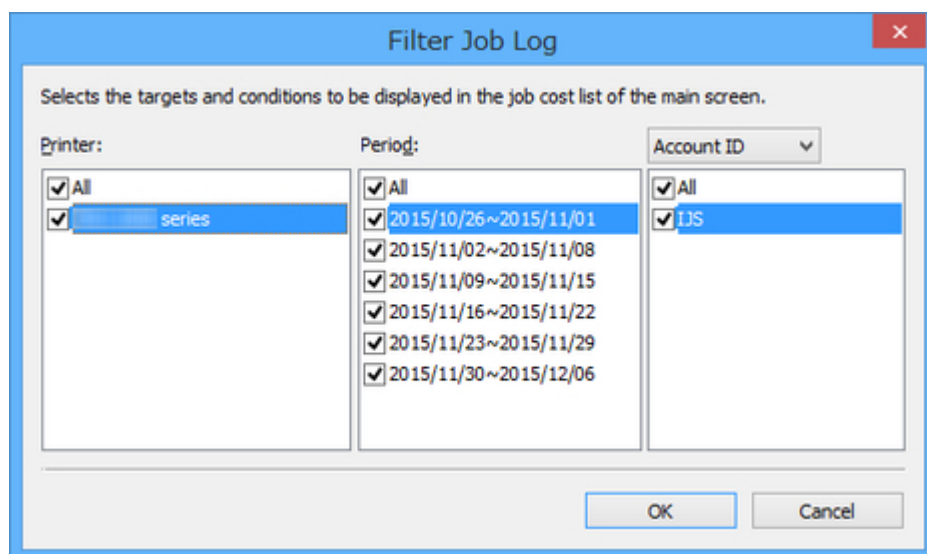 Filter Job Log
Selects the targets and conditions to be displayed in the job cost list of the main screen.
Printer:
All
series
Period:
All
2015/10/26~2015/11/01
2015/11/02~2015/11/08
2015/11/09~2015/11/15
2015/11/16~2015/11/22
2015/11/23~2015/11/29
2015/11/30~2015/12/06
Account ID
All
IJS
OK
Cancel